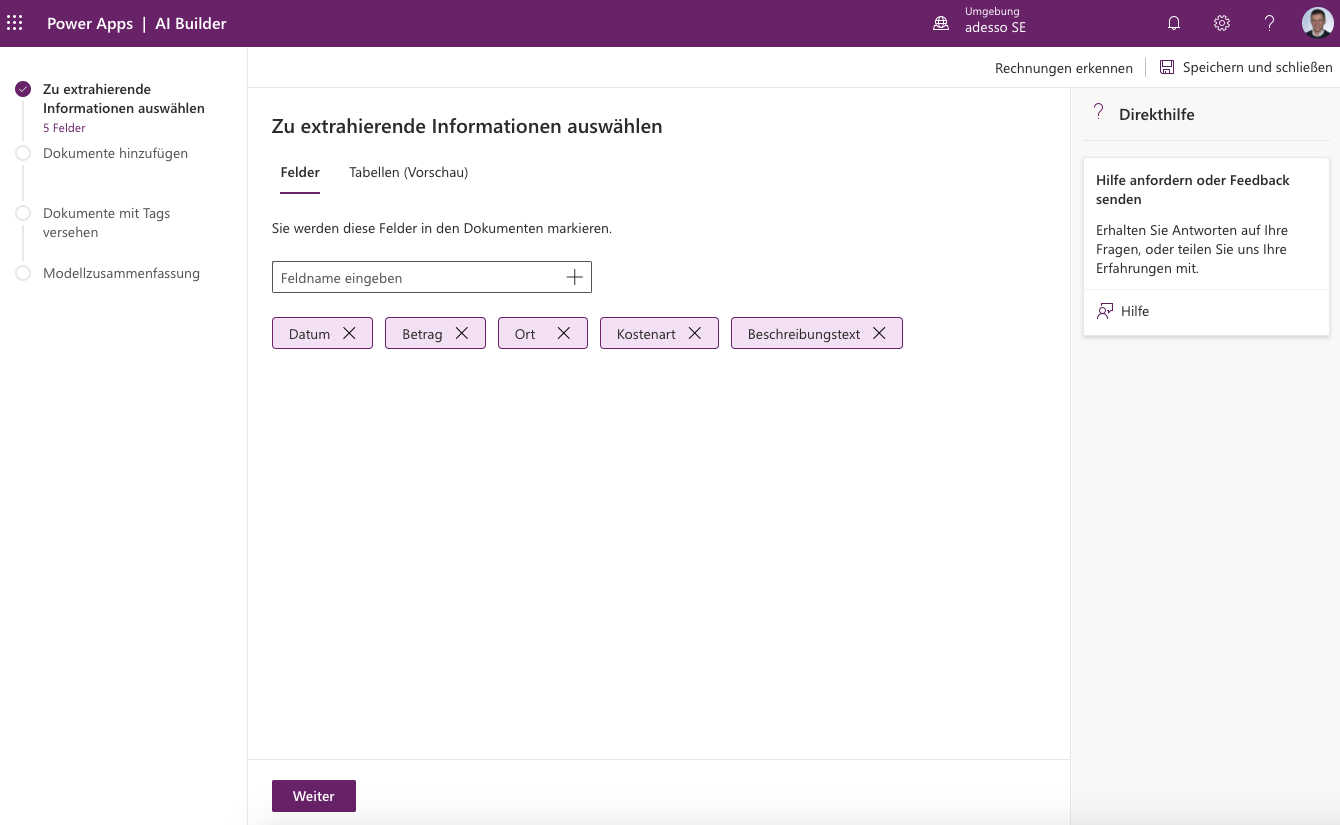 Power Apps | AI Builder
Umgebung
adesso SE
?
Rechnungen erkennen
Speichern und schließen
Zu extrahierende
Informationen auswählen
5 Felder
Dokumente hinzufügen
Dokumente mit Tags
versehen
Modellzusammenfassung
Zu extrahierende Informationen auswählen
Felder
Tabellen (Vorschau)
Sie werden diese Felder in den Dokumenten markieren.
Feldname eingeben
Datum
Betrag
Ort
Kostenart
Beschreibungstext
Weiter
? Direkthilfe
Hilfe anfordern oder Feedback
senden
Erhalten Sie Antworten auf Ihre
Fragen, oder teilen Sie uns Ihre
Erfahrungen mit.
Hilfe